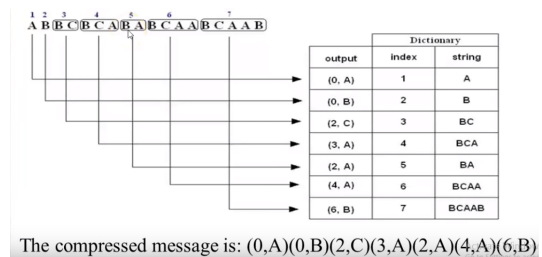 1 2 3 4 5 6 7
A B B C B C A B A B C A A B C A A B
Dictionary
output index string
(0, A) 1 A
(0, B) 2 B
(2, C) 3 BC
(3, A) 4 BCA
(2, A) 5 BA
(4, A) 6 BCAA
(6, B) 7 BCAAB
The compressed message is: (0,A)(0,B)(2,C)(3,A)(2,A)(4,A)(6,B)